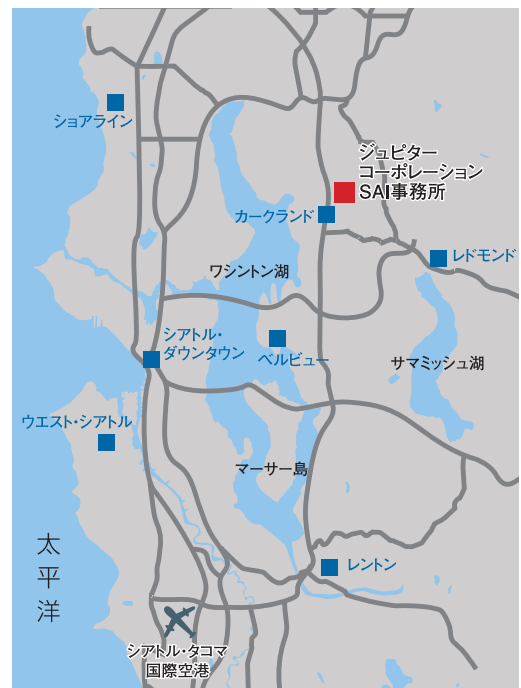 ショアライン
ジュピター
コーポレーション
SAI事務所
カークランド
レドモンド
ワシントン湖
シアトル・
ダウンタウン
ベルビュー
サマミッシュ湖
ウエスト・シアトル
マーサー島
太平洋
レントン
シアトル・タコマ
国際空港